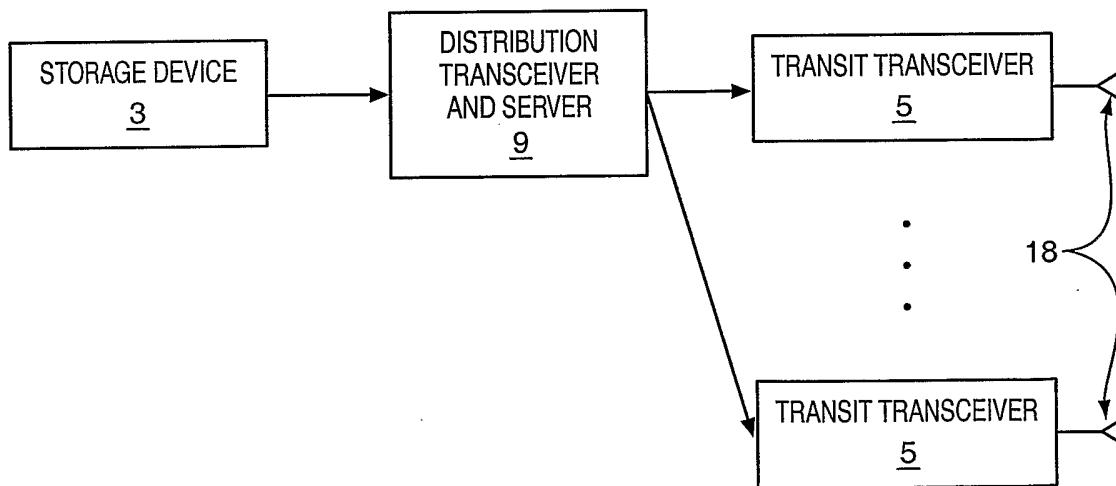 STORAGE DEVICE
3
DISTRIBUTION
TRANSCEIVER
AND SERVER
9
TRANSIT TRANSCEIVER
5
18
TRANSIT TRANSCEIVER
5